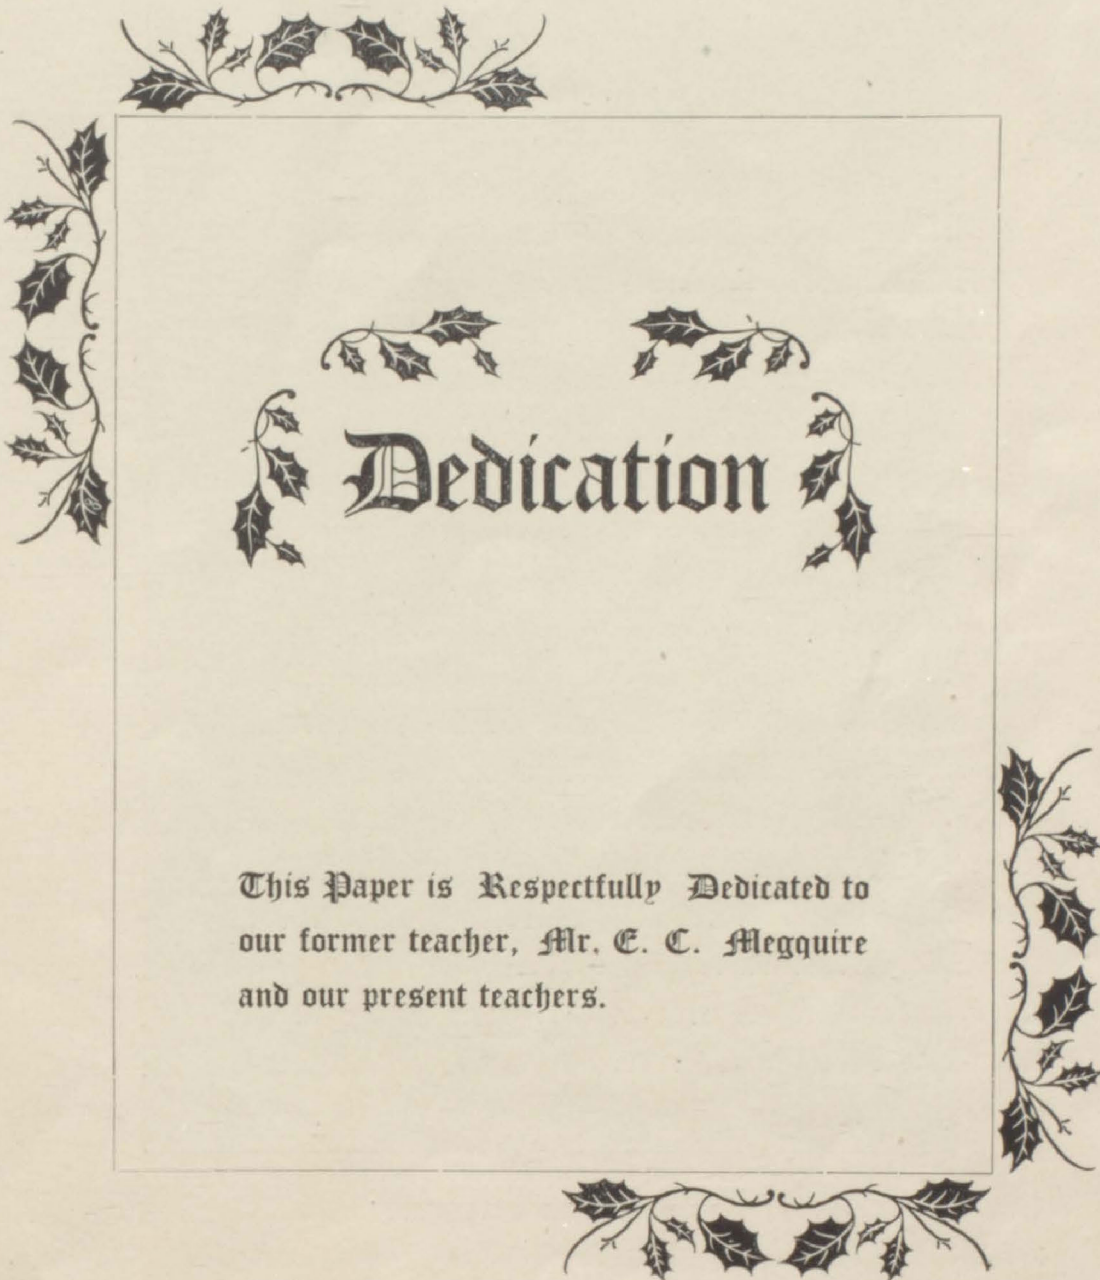 Dedication
This Paper is Respectfully Dedicated to
our former teacher, Mr. E. C. Megquire
and our present teachers.